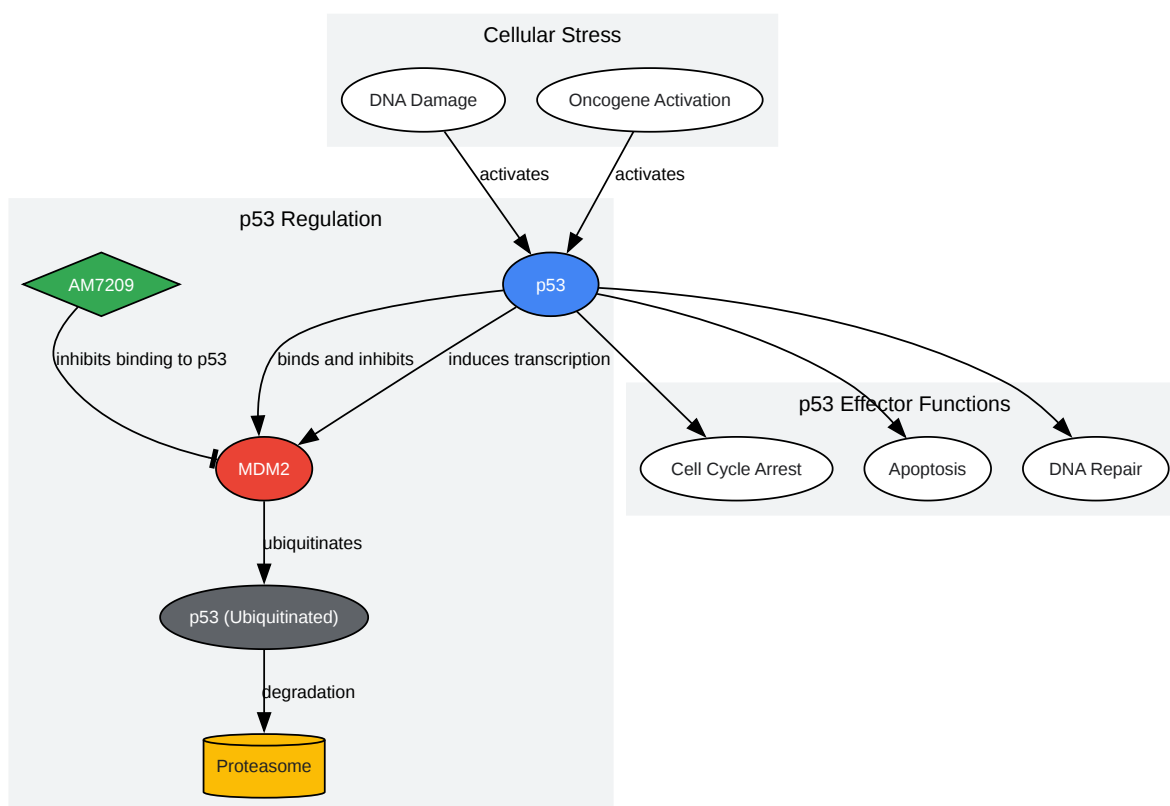 Cellular Stress
DNA Damage
Oncogene Activation
activates
activates
p53 Regulation
AM7209
p53
inhibits binding to p53
binds and inhibits
induces transcription
p53 Effector Functions
MDM2
Cell Cycle Arrest
Apoptosis
DNA Repair
ubiquitinates
p53 (Ubiquitinated)
degradation
Proteasome